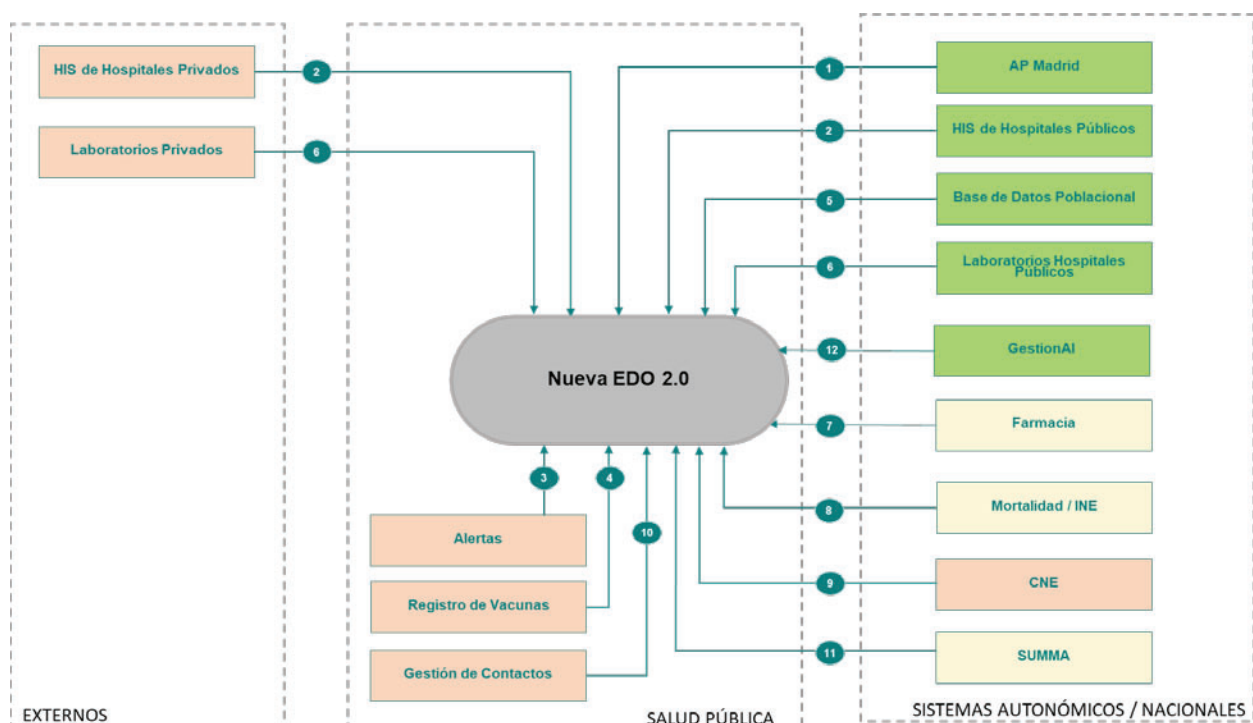 HIS de Hospitales Privados
2
1
AP Madrid
2
HIS de Hospitales Públicos
Laboratorios Privados
6
5
Base de Datos Poblacional
6
Laboratorios Hospitales
Públicos
12
GestionAI
Nueva EDO 2.0
7
Farmacia
3
4
8
Mortalidad / INE
10
Alertas
9
CNE
Registro de Vacunas
11
SUMMA
Gestión de Contactos
EXTERNOS
SALUD PÚBLICA
SISTEMAS AUTONÓMICOS / NACIONALES